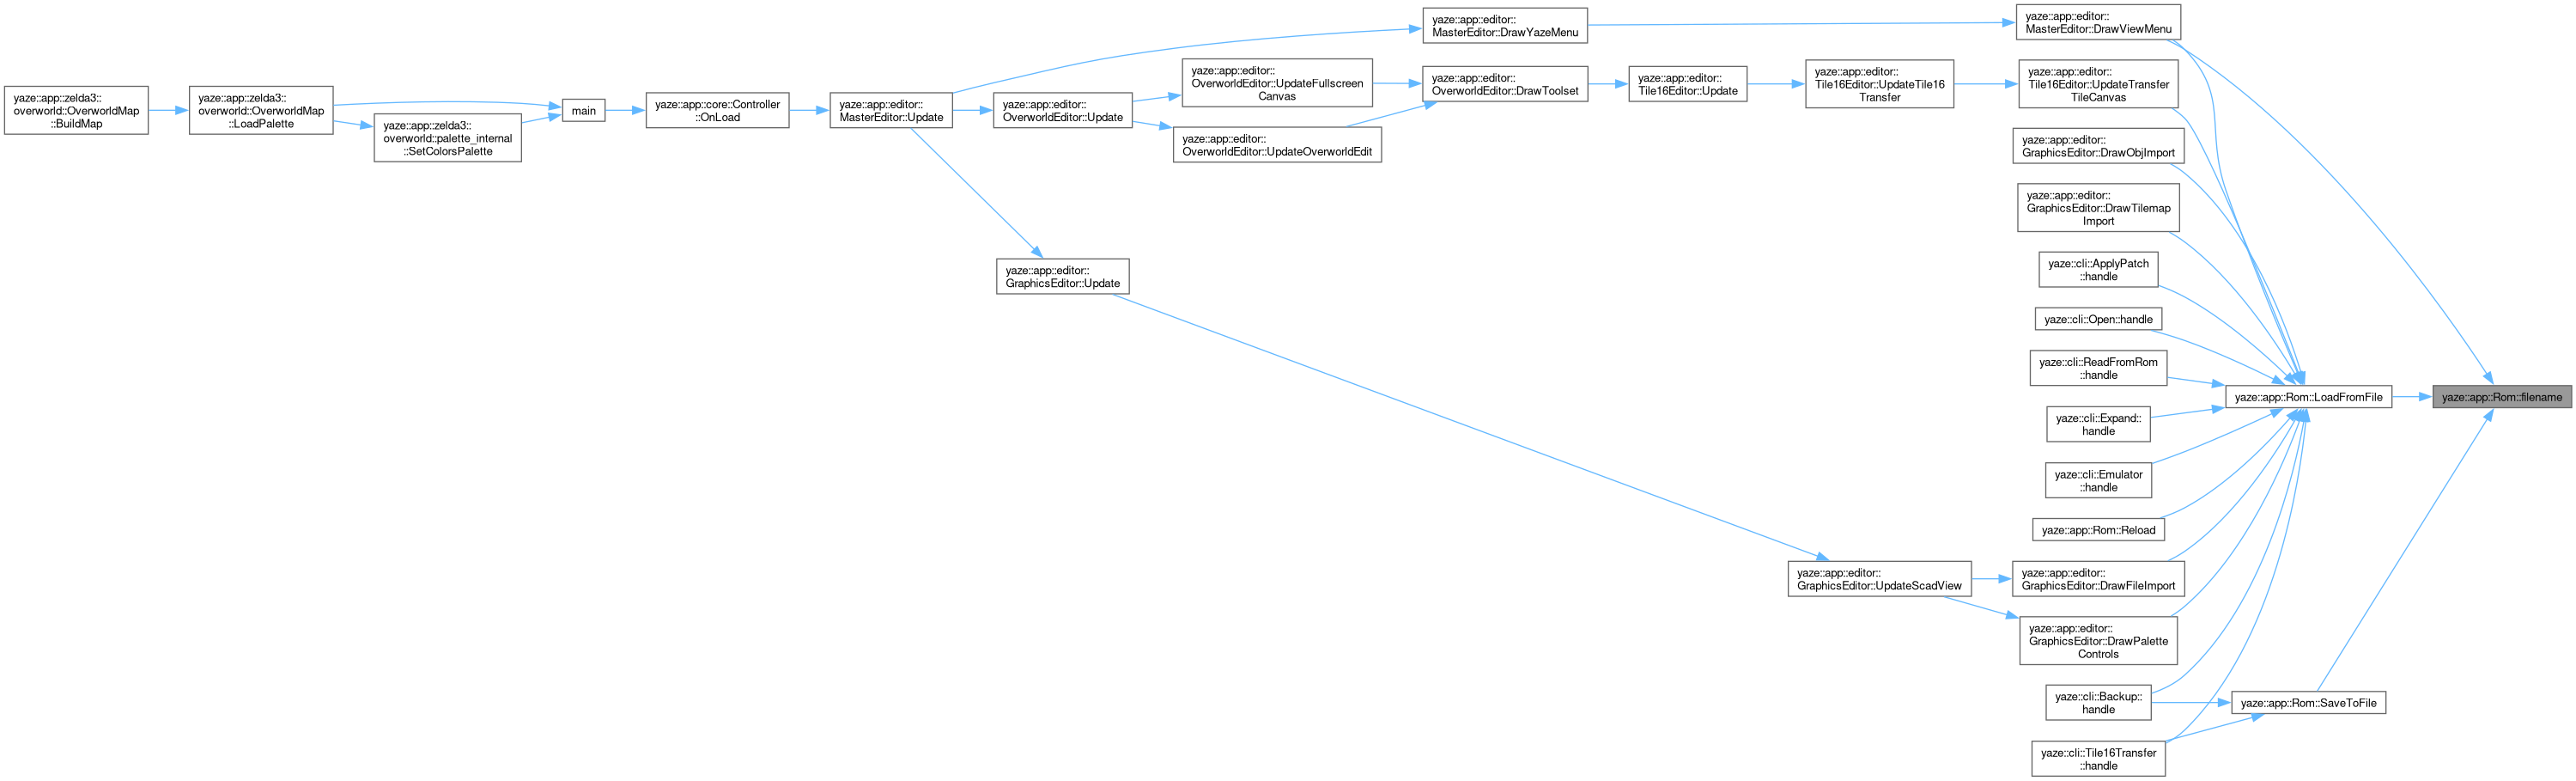 yaze::app::zelda3::
overworld::OverworldMap
::BuildMap
yaze::app::zelda3::
overworld::OverworldMap
::LoadPalette
yaze::app::zelda3::
overworld::palette_internal
::SetColorsPalette
main
yaze::app::core::Controller
::OnLoad
yaze::app::editor::
MasterEditor::Update
yaze::app::editor::
OverworldEditor::Update
yaze::app::editor::
GraphicsEditor::Update
yaze::app::editor::
OverworldEditor::UpdateFullscreen
Canvas
yaze::app::editor::
OverworldEditor::UpdateOverworldEdit
yaze::app::editor::
MasterEditor::DrawYazeMenu
yaze::app::editor::
OverworldEditor::DrawToolset
yaze::app::editor::
Tile16Editor::Update
yaze::app::editor::
Tile16Editor::UpdateTile16
Transfer
yaze::app::editor::
GraphicsEditor::UpdateScadView
yaze::app::editor::
MasterEditor::DrawViewMenu
yaze::app::editor::
Tile16Editor::UpdateTransfer
TileCanvas
yaze::app::editor::
GraphicsEditor::DrawObjImport
yaze::app::editor::
GraphicsEditor::DrawTilemap
Import
yaze::cli::ApplyPatch
::handle
yaze::cli::Open::handle
yaze::cli::ReadFromRom
::handle
yaze::cli::Expand::
handle
yaze::cli::Emulator
::handle
yaze::app::Rom::Reload
yaze::app::editor::
GraphicsEditor::DrawFileImport
yaze::app::editor::
GraphicsEditor::DrawPalette
Controls
yaze::cli::Backup::
handle
yaze::cli::Tile16Transfer
::handle
yaze::app::Rom::LoadFromFile
yaze::app::Rom::SaveToFile
yaze::app::Rom::filename